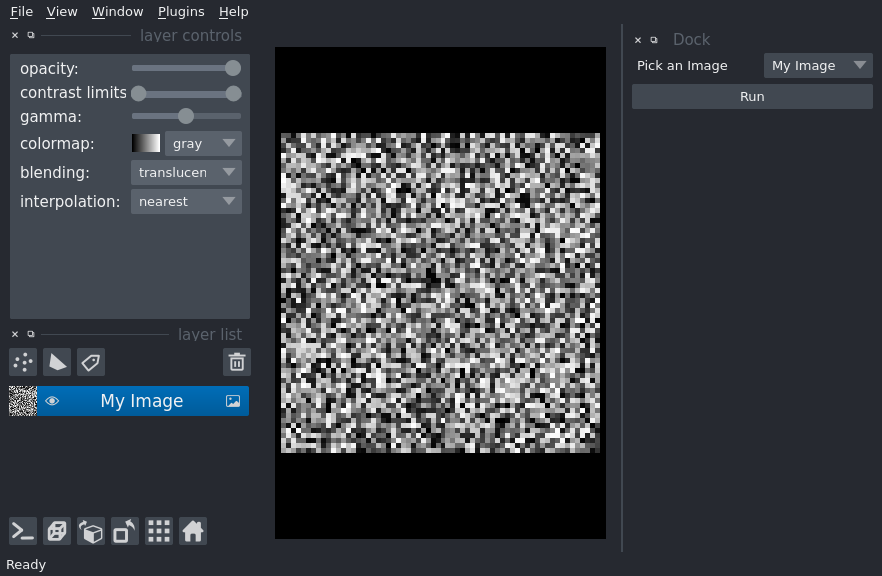 File View Window Plugins Help
layer controls
opacity:
contrast limits
gamma:
colormap: gray
blending: translucen
interpolation: nearest
layer list
My Image
Ready
Dock
Pick an Image My Image
Run